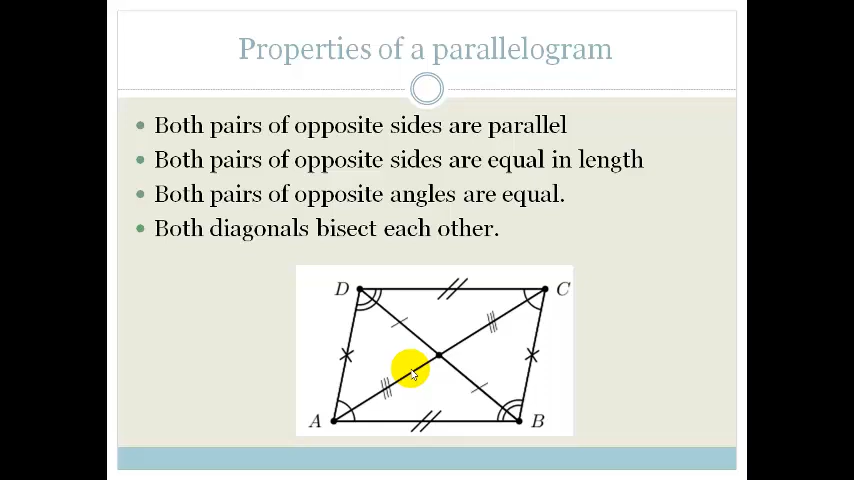 Properties of a parallelogram
Both pairs of opposite sides are parallel
Both pairs of opposite sides are equal in length
Both pairs of opposite angles are equal.
Both diagonals bisect each other.
D C
A B